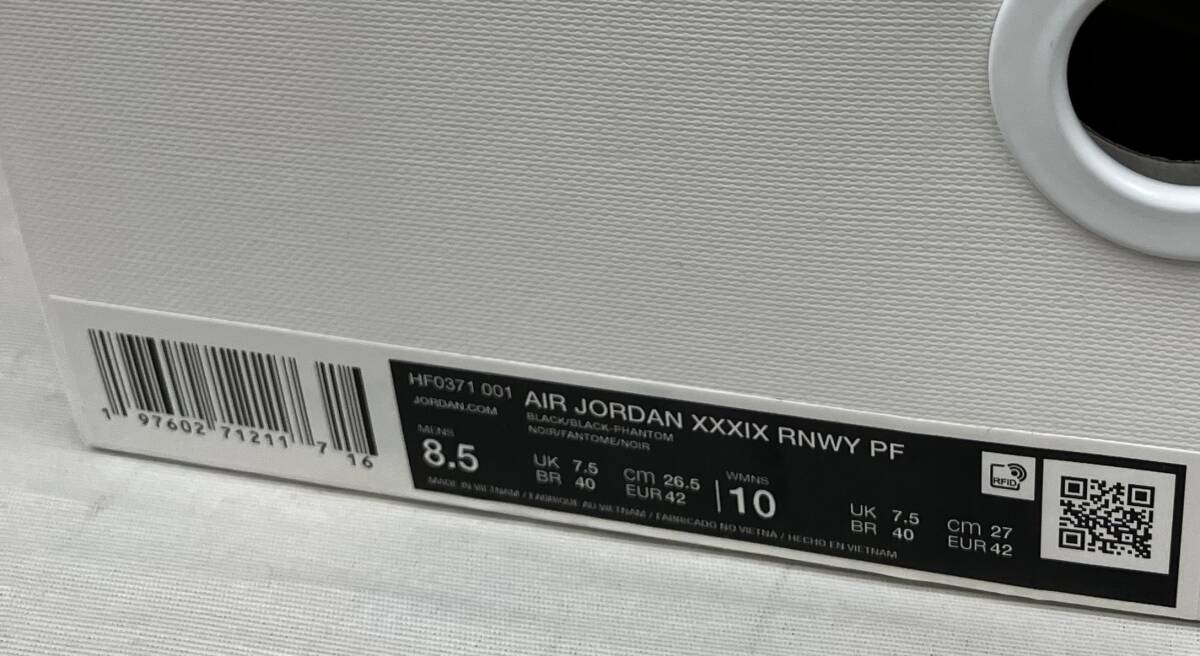 1 97602 71211 7 16
HF0371 001 AIR JORDAN XXXIX RNWY PF
JORDAN.COM BLACK/BLACK-PHANTOM
NOIR/FANTOME/NOIR
MENS
8.5
UK 7.5 CM 26.5
BR 40 EUR 42
WMNS
10
UK 7.5 CM 27
BR 40 EUR 42
MADE IN VIETNAM / FABRIQUE AU VIETNAM / FABRICADO NO VIETNA / HECHO EN VIETNAM
RFID